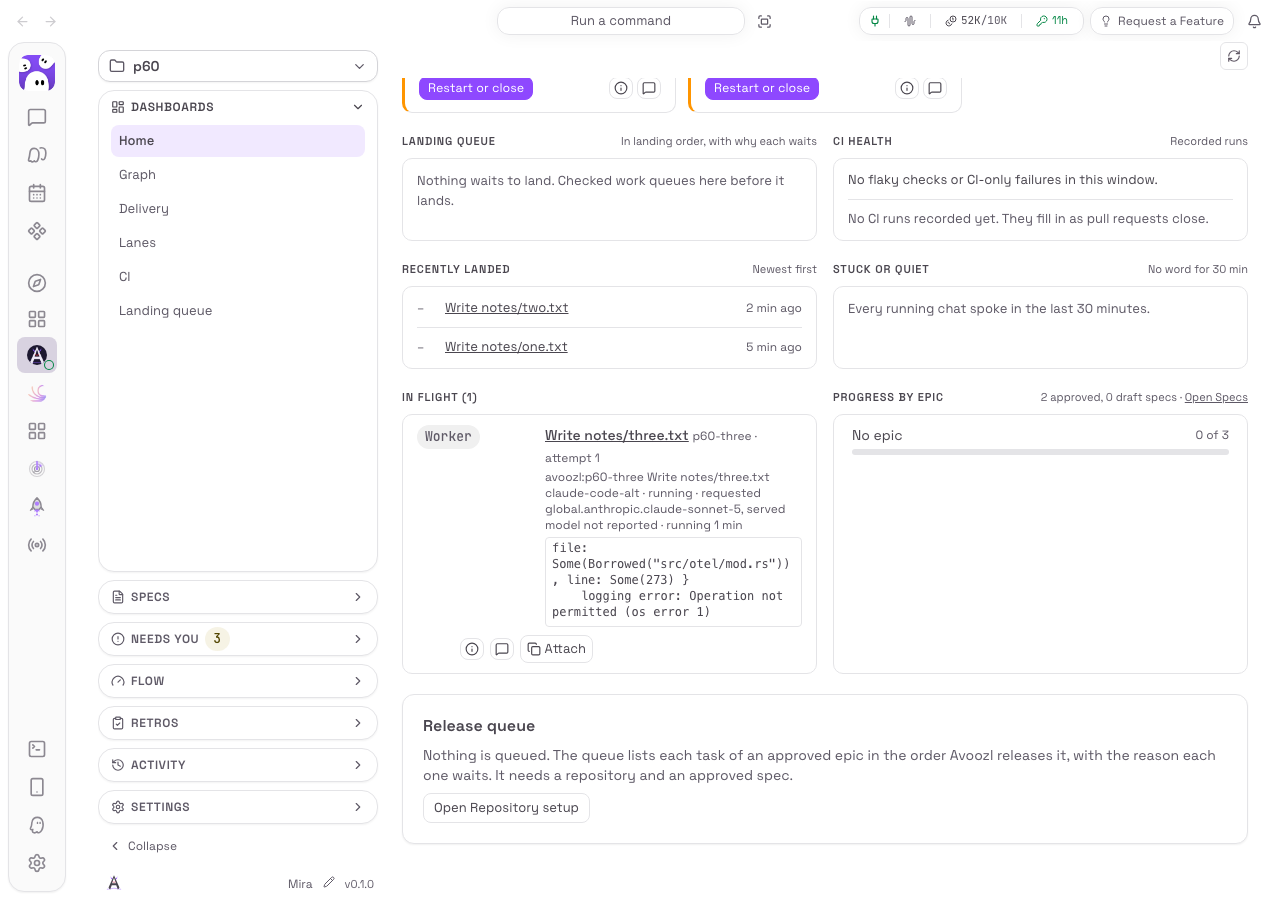 Run a command
52K/10K
11h
Request a Feature
p60
DASHBOARDS
Home
Graph
Delivery
Lanes
CI
Landing queue
SPECS
NEEDS YOU 3
FLOW
RETROS
ACTIVITY
SETTINGS
Collapse
Mira
v0.1.0
Restart or close
Restart or close
LANDING QUEUE
In landing order, with why each waits
Nothing waits to land. Checked work queues here before it
lands.
CI HEALTH
Recorded runs
No flaky checks or CI-only failures in this window.
No CI runs recorded yet. They fill in as pull requests close.
RECENTLY LANDED
Newest first
– Write notes/two.txt 2 min ago
– Write notes/one.txt 5 min ago
STUCK OR QUIET
No word for 30 min
Every running chat spoke in the last 30 minutes.
IN FLIGHT (1)
Worker
Write notes/three.txt p60-three ·
attempt 1
avoozl:p60-three Write notes/three.txt
claude-code-alt · running · requested
global.anthropic.claude-sonnet-5, served
model not reported · running 1 min
file:
Some(Borrowed("src/otel/mod.rs"))
, line: Some(273) }
logging error: Operation not
permitted (os error 1)
Attach
PROGRESS BY EPIC
2 approved, 0 draft specs · Open Specs
No epic
0 of 3
Release queue
Nothing is queued. The queue lists each task of an approved epic in the order Avoozl releases it, with the reason each
one waits. It needs a repository and an approved spec.
Open Repository setup